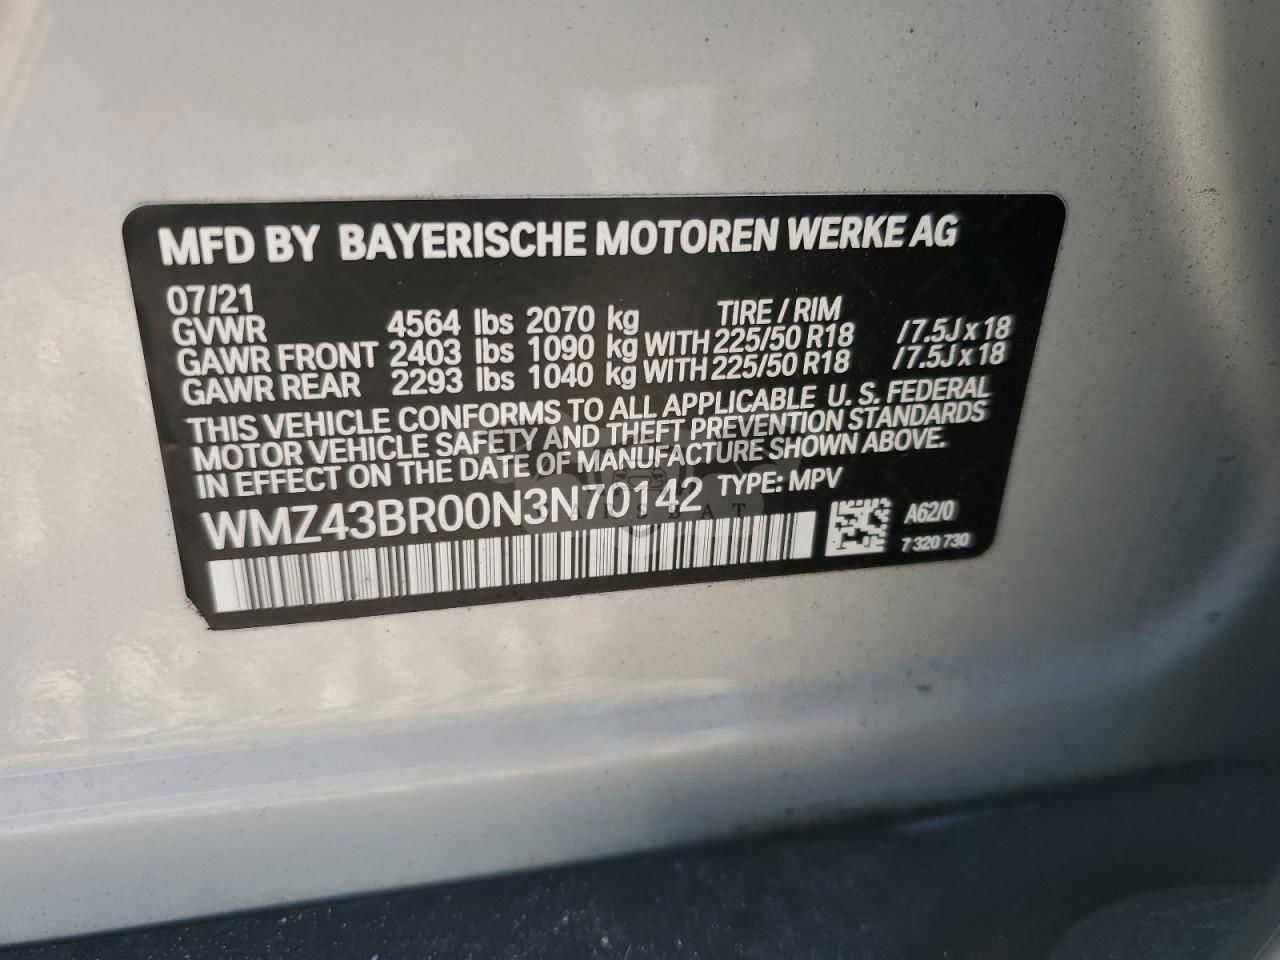 MFD BY BAYERISCHE MOTOREN WERKE AG
07/21 TIRE / RIM
GVWR 4564 lbs 2070 kg
GAWR FRONT 2403 lbs 1090 kg WITH 225/50 R18 /7.5J x 18
GAWR REAR 2293 lbs 1040 kg WITH 225/50 R18 /7.5J x 18
THIS VEHICLE CONFORMS TO ALL APPLICABLE U. S. FEDERAL
MOTOR VEHICLE SAFETY AND THEFT PREVENTION STANDARDS
IN EFFECT ON THE DATE OF MANUFACTURE SHOWN ABOVE.
WMZ43BR00N3N70142 TYPE: MPV
A62/0
7 320 730